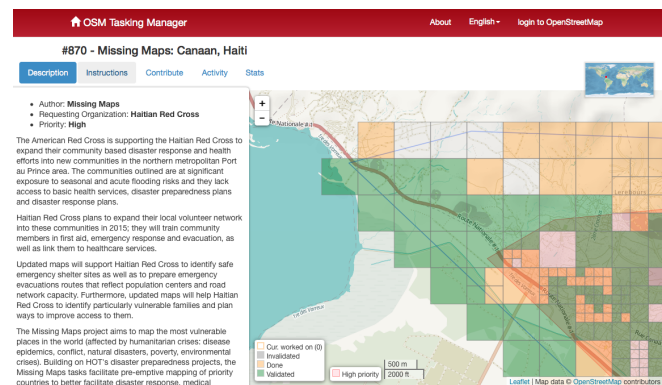 OSM Tasking Manager
About English login to OpenStreetMap
#870 - Missing Maps: Canaan, Haiti
Description Instructions Contribute Activity Stats
Author: Missing Maps
Requesting Organization: Haitian Red Cross
Priority: High
The American Red Cross is supporting the Haitian Red Cross to
expand their community based disaster response and health
efforts into new communities in the northern metropolitan Port
au Prince area. The communities outlined are at significant
exposure to seasonal and acute flooding risks and they lack
access to basic health services, disaster preparedness plans
and disaster response plans.
Haitian Red Cross plans to expand their local volunteer network
into these communities in 2015; they will train community
members in first aid, emergency response and evacuation, as
well as link them to healthcare services.
Updated maps will support Haitian Red Cross to identify safe
emergency shelter sites as well as to prepare emergency
evacuations routes that reflect population centers and road
network capacity. Furthermore, updated maps will help Haitian
Red Cross to identify particularly vulnerable families and plan
ways to improve access to them.
The Missing Maps project aims to map the most vulnerable
places in the world (affected by humanitarian crises: disease
epidemics, conflict, natural disasters, poverty, environmental
crises). Building on HOT's disaster preparedness projects, the
Missing Maps tasks facilitate pre-emptive mapping of priority
countries to better facilitate disaster response, medical
+
−
Route Nationale
Cur. worked on (0)
Invalidated
Done
Validated
High priority
500 m
2000 ft
Leaflet | Map data © OpenStreetMap contributors